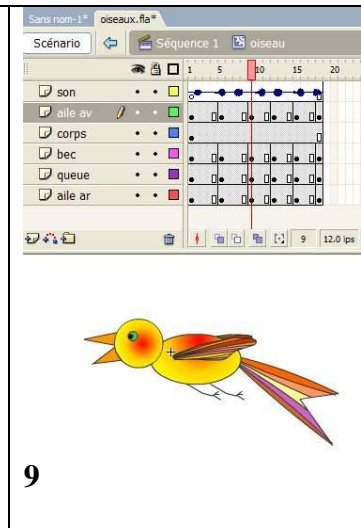 Sans nom-1* oiseaux.fla*
Scénario Séquence 1 oiseau
1 5 10 15 20
son
aile av
corps
bec
queue
aile ar
9 12.0 ips
9